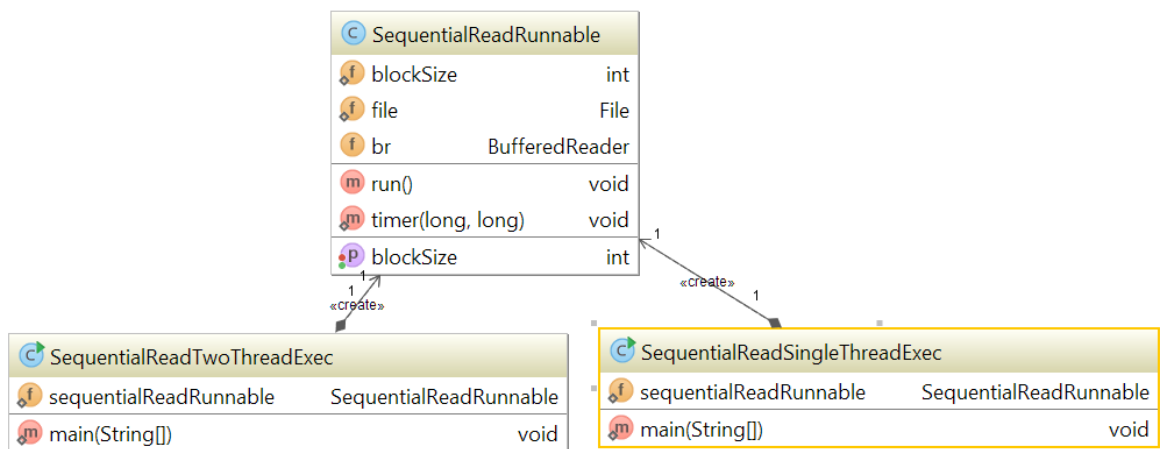 C SequentialReadRunnable
f blockSize int
f file File
f br BufferedReader
m run() void
m timer(long, long) void
p blockSize int
1
1
1
«create»
«create»
1
C SequentialReadTwoThreadExec
f sequentialReadRunnable SequentialReadRunnable
m main(String[]) void
C SequentialReadSingleThreadExec
f sequentialReadRunnable SequentialReadRunnable
m main(String[]) void